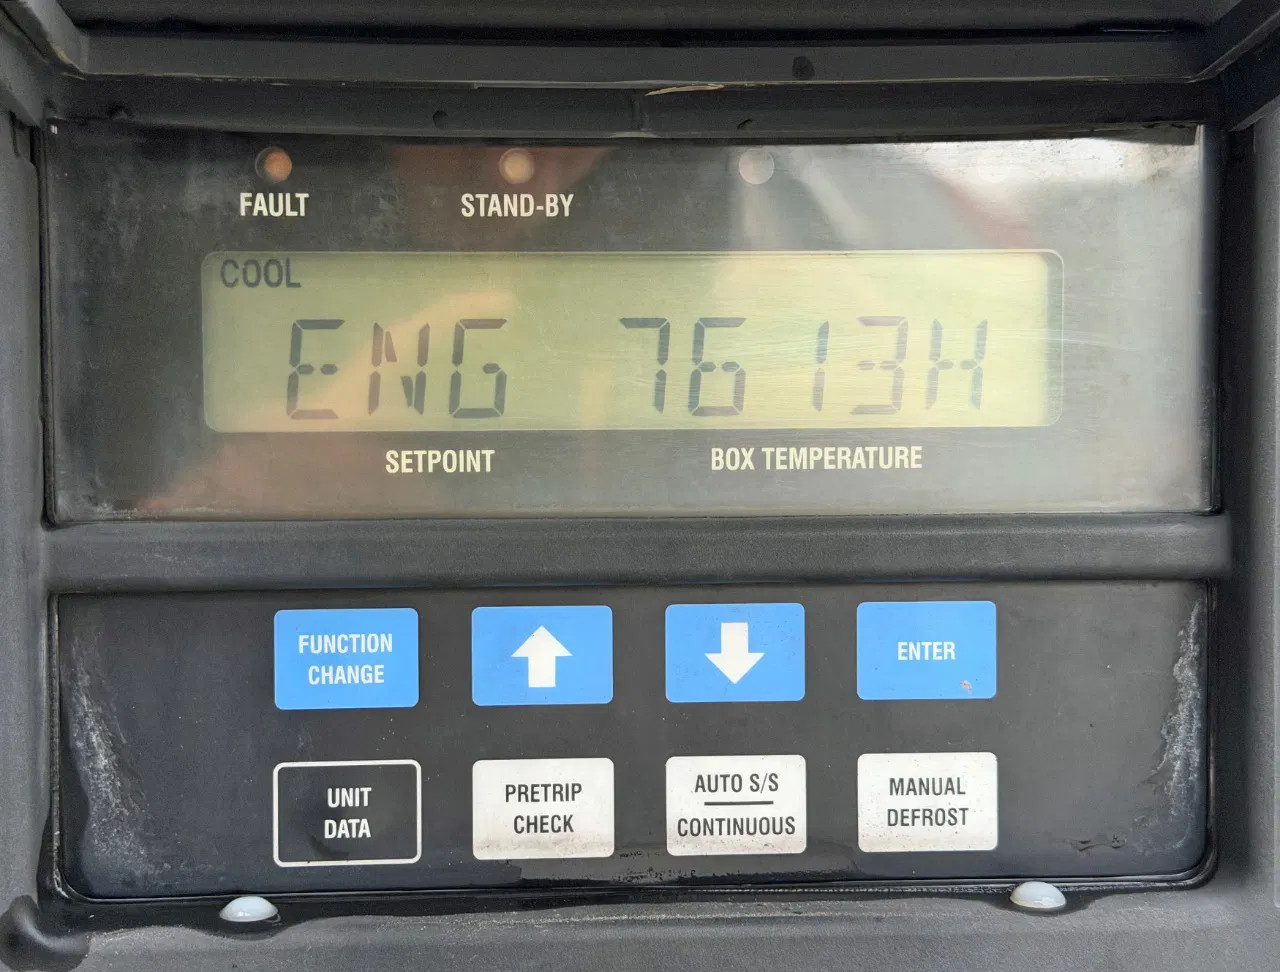 FAULT STAND-BY
COOL
ENG 7613H
SETPOINT BOX TEMPERATURE
FUNCTION
CHANGE
ENTER
UNIT
DATA
PRETRIP
CHECK
AUTO S/S
CONTINUOUS
MANUAL
DEFROST